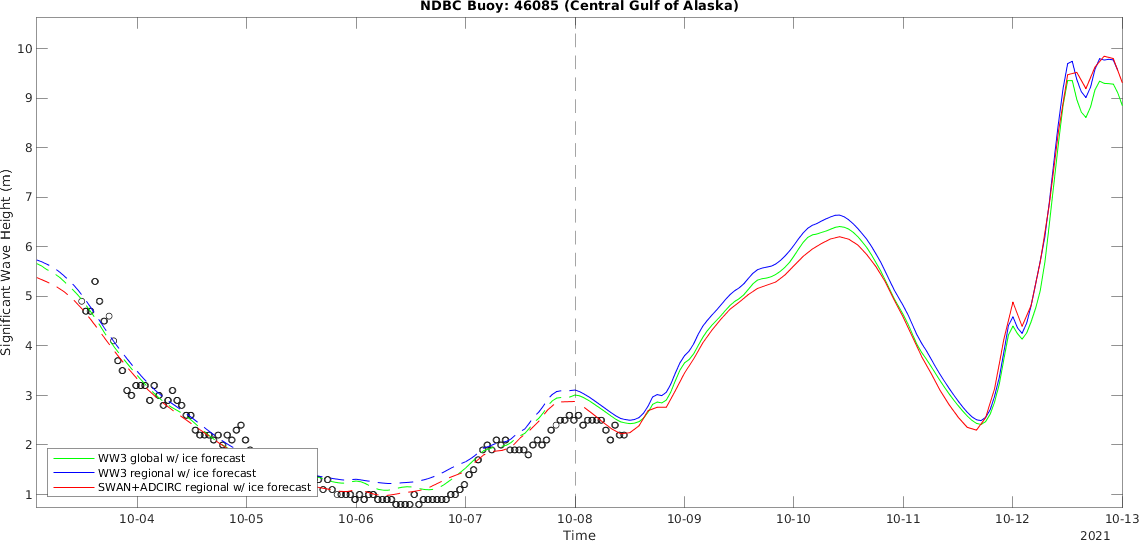 NDBC Buoy: 46085 (Central Gulf of Alaska)
Significant Wave Height (m)
10
9
8
7
6
5
4
3
2
1
WW3 global w/ ice forecast
WW3 regional w/ ice forecast
SWAN+ADCIRC regional w/ ice forecast
10-04 10-05 10-06 10-07 10-08 10-09 10-10 10-11 10-12 10-13
Time
2021